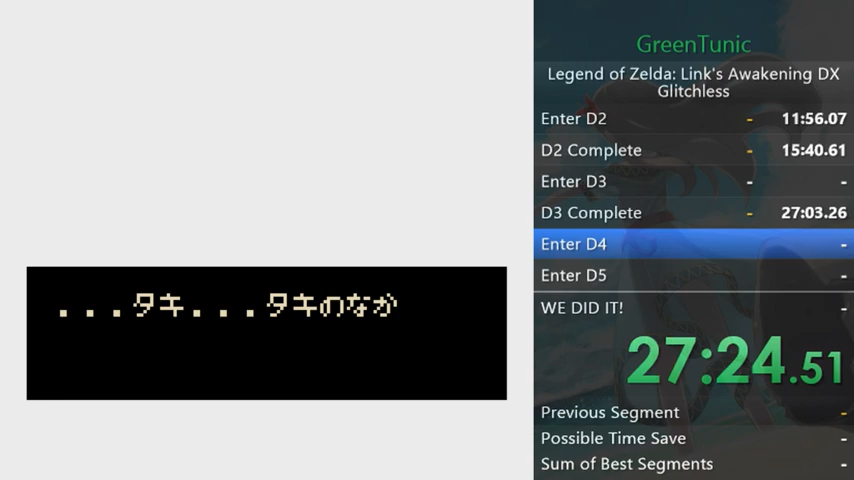 ...タキ...タキのなか
GreenTunic
Legend of Zelda: Link's Awakening DX
Glitchless
Enter D2 - 11:56.07
D2 Complete - 15:40.61
Enter D3 - -
D3 Complete - 27:03.26
Enter D4 -
Enter D5 -
WE DID IT! -
27:24.51
Previous Segment -
Possible Time Save -
Sum of Best Segments -